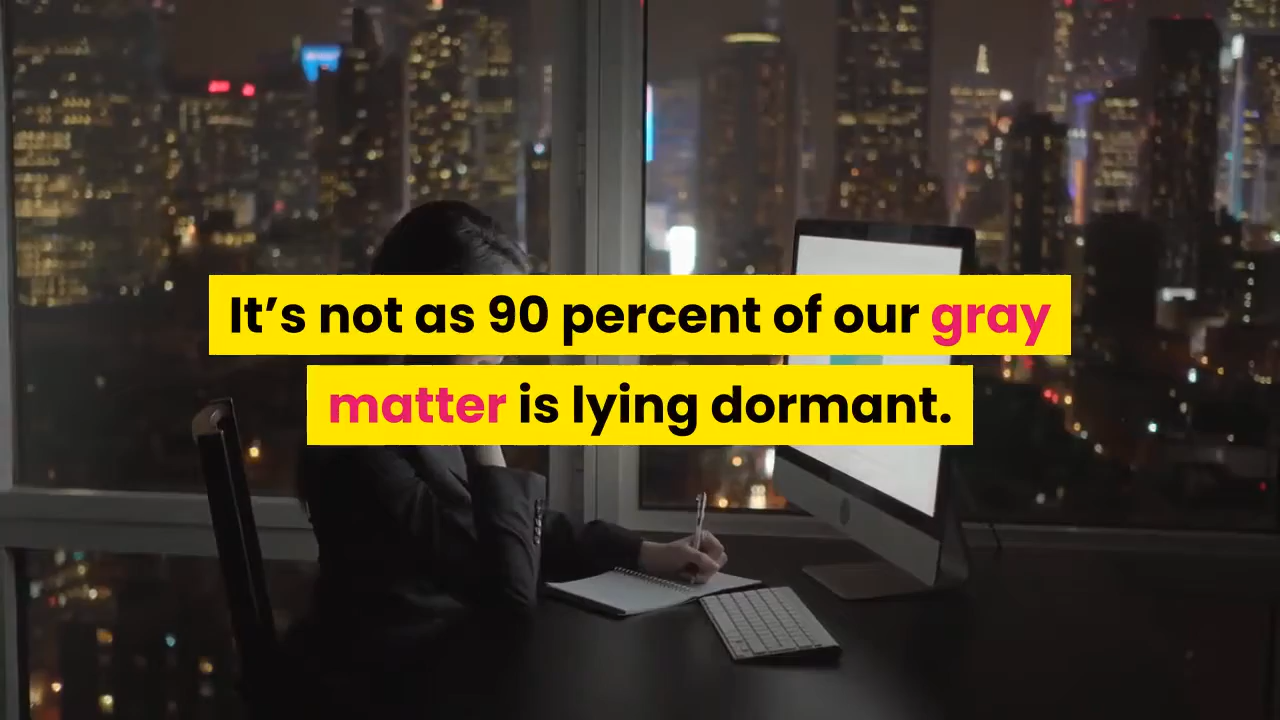 It’s not as 90 percent of our gray
matter is lying dormant.